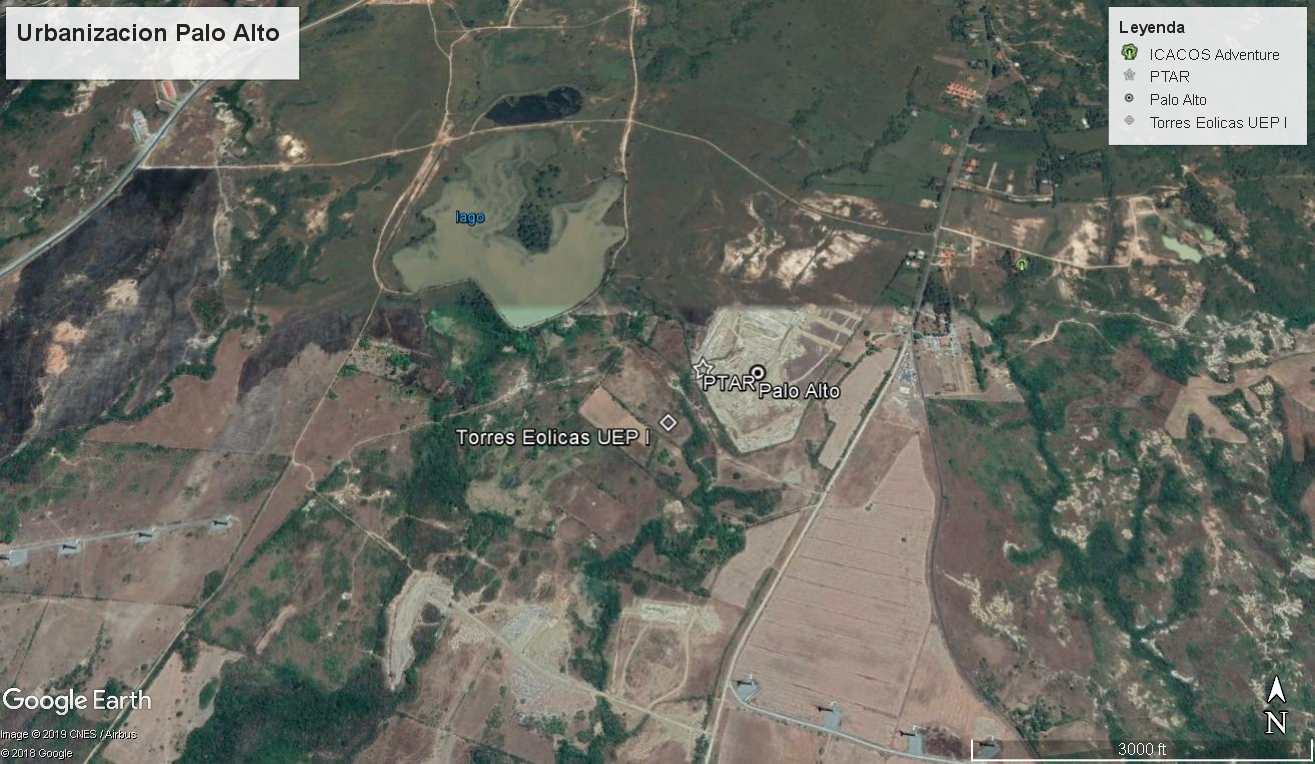 Urbanizacion Palo Alto
Leyenda
ICACOS Adventure
PTAR
Palo Alto
Torres Eolicas UEP I
lago
PTAR
Palo Alto
Torres Eolicas UEP I
Google Earth
Image © 2019 CNES / Airbus
© 2018 Google
N
3000 ft